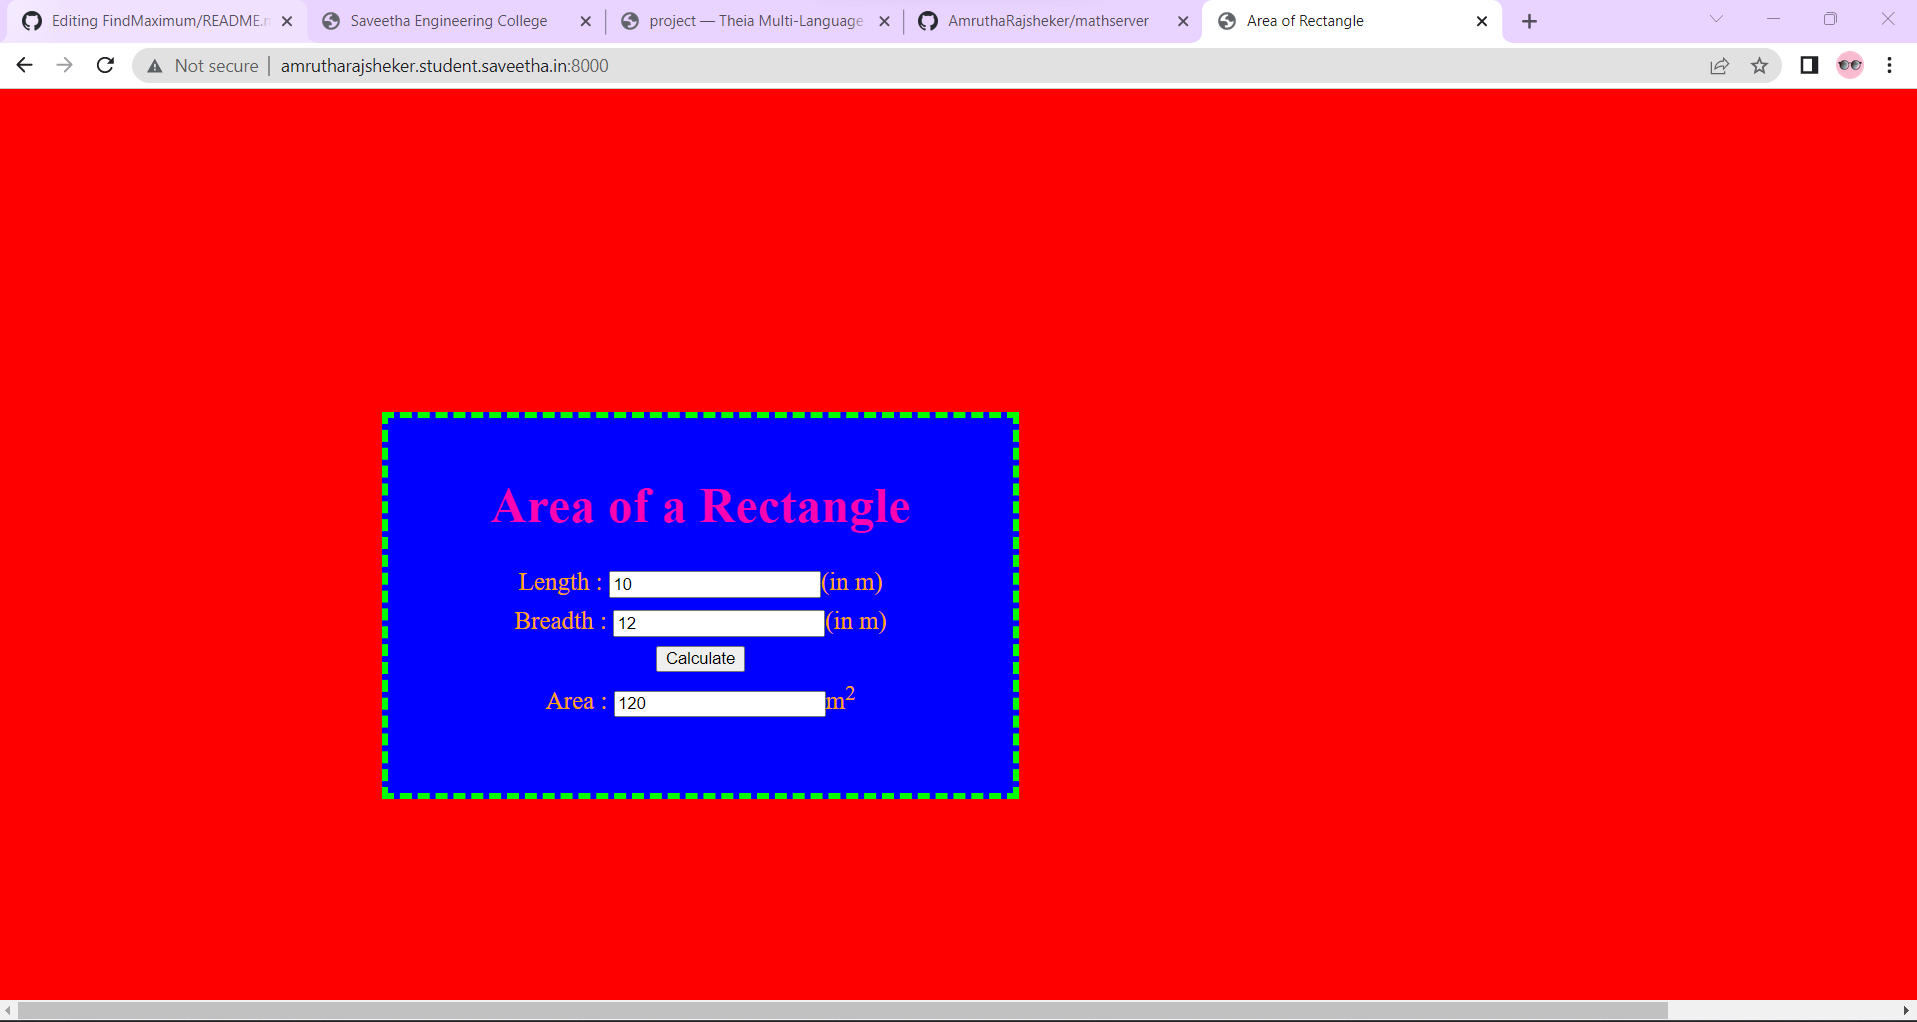 Editing FindMaximum/README.m
Saveetha Engineering College
project — Theia Multi-Language
AmruthaRajsheker/mathserver
Area of Rectangle
Not secure
amrutharajsheker.student.saveetha.in:8000
Area of a Rectangle
Length : 10 (in m)
Breadth : 12 (in m)
Calculate
Area : 120 m²